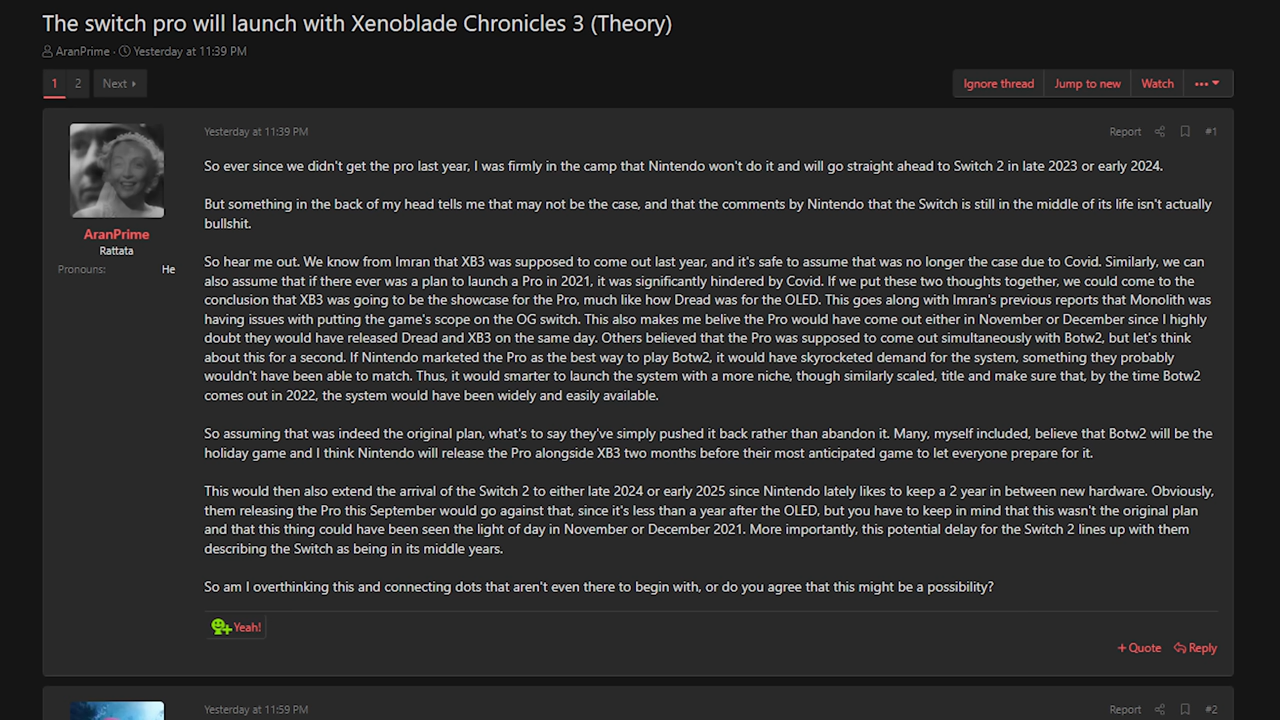 The switch pro will launch with Xenoblade Chronicles 3 (Theory)
AranPrime · Yesterday at 11:39 PM
1 2 Next
Ignore thread Jump to new Watch
Yesterday at 11:39 PM
Report #1
AranPrime
Rattata
Pronouns: He
So ever since we didn't get the pro last year, I was firmly in the camp that Nintendo won't do it and will go straight ahead to Switch 2 in late 2023 or early 2024.
But something in the back of my head tells me that may not be the case, and that the comments by Nintendo that the Switch is still in the middle of its life isn't actually
bullshit.
So hear me out. We know from Imran that XB3 was supposed to come out last year, and it's safe to assume that was no longer the case due to Covid. Similarly, we can
also assume that if there ever was a plan to launch a Pro in 2021, it was significantly hindered by Covid. If we put these two thoughts together, we could come to the
conclusion that XB3 was going to be the showcase for the Pro, much like how Dread was for the OLED. This goes along with Imran's previous reports that Monolith was
having issues with putting the game's scope on the OG switch. This also makes me belive the Pro would have come out either in November or December since I highly
doubt they would have released Dread and XB3 on the same day. Others believed that the Pro was supposed to come out simultaneously with Botw2, but let's think
about this for a second. If Nintendo marketed the Pro as the best way to play Botw2, it would have skyrocketed demand for the system, something they probably
wouldn't have been able to match. Thus, it would smarter to launch the system with a more niche, though similarly scaled, title and make sure that, by the time Botw2
comes out in 2022, the system would have been widely and easily available.
So assuming that was indeed the original plan, what's to say they've simply pushed it back rather than abandon it. Many, myself included, believe that Botw2 will be the
holiday game and I think Nintendo will release the Pro alongside XB3 two months before their most anticipated game to let everyone prepare for it.
This would then also extend the arrival of the Switch 2 to either late 2024 or early 2025 since Nintendo lately likes to keep a 2 year in between new hardware. Obviously,
them releasing the Pro this September would go against that, since it's less than a year after the OLED, but you have to keep in mind that this wasn't the original plan
and that this thing could have been seen the light of day in November or December 2021. More importantly, this potential delay for the Switch 2 lines up with them
describing the Switch as being in its middle years.
So am I overthinking this and connecting dots that aren't even there to begin with, or do you agree that this might be a possibility?
Yeah!
+ Quote Reply
Yesterday at 11:59 PM
Report #2